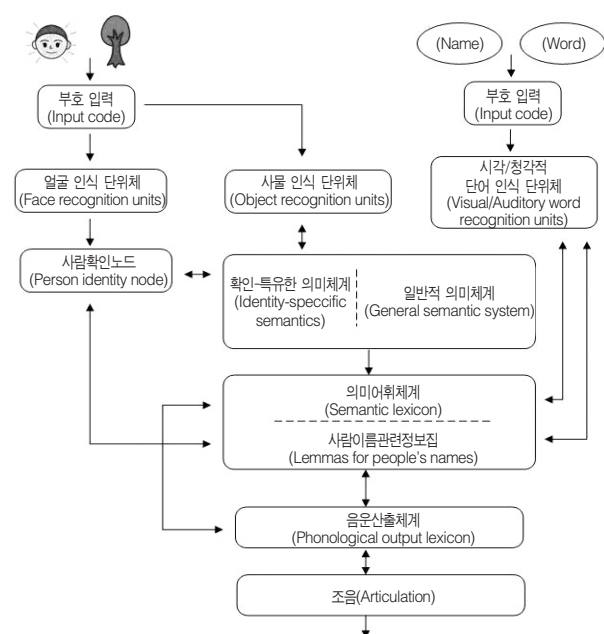 (Name)
(Word)
부호 입력
(Input code)
부호 입력
(Input code)
얼굴 인식 단위체
(Face recognition units)
사물 인식 단위체
(Object recognition units)
시각/청각적
단어 인식 단위체
(Visual/Auditory word
recognition units)
사람확인노드
(Person identity node)
확인-특유한 의미체계
(Identity-speccific
semantics)
일반적 의미체계
(General semantic system)
의미어휘체계
(Semantic lexicon)
사람이름관련정보집
(Lemmas for people's names)
음운산출체계
(Phonological output lexicon)
조음(Articulation)